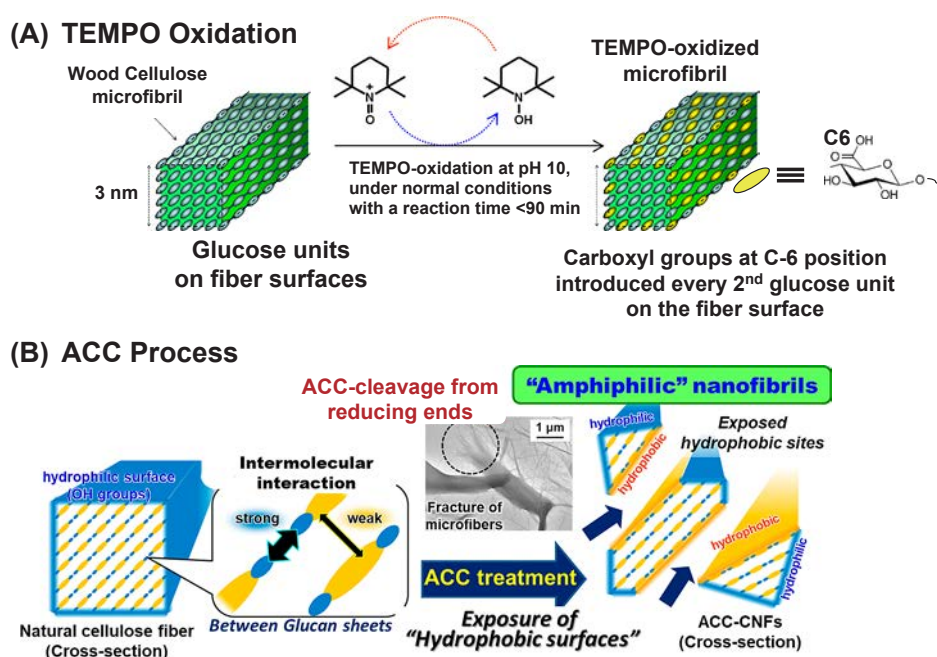 (A) TEMPO Oxidation
Wood Cellulose
microfibril
3 nm
Glucose units
on fiber surfaces
N
+
O
N
OH
TEMPO-oxidation at pH 10,
under normal conditions
with a reaction time <90 min
TEMPO-oxidized
microfibril
C6
O
OH
O
HO
OH
O
Carboxyl groups at C-6 position
introduced every 2nd glucose unit
on the fiber surface
(B) ACC Process
hydrophilic surface
(OH groups)
Natural cellulose fiber
(Cross-section)
Intermolecular
interaction
strong
weak
Between Glucan sheets
ACC-cleavage from
reducing ends
1 µm
Fracture of
microfibers
ACC treatment
Exposure of
"Hydrophobic surfaces"
"Amphiphilic" nanofibrils
hydrophilic
hydrophobic
Exposed
hydrophobic sites
hydrophobic
hydrophilic
ACC-CNFs
(Cross-section)